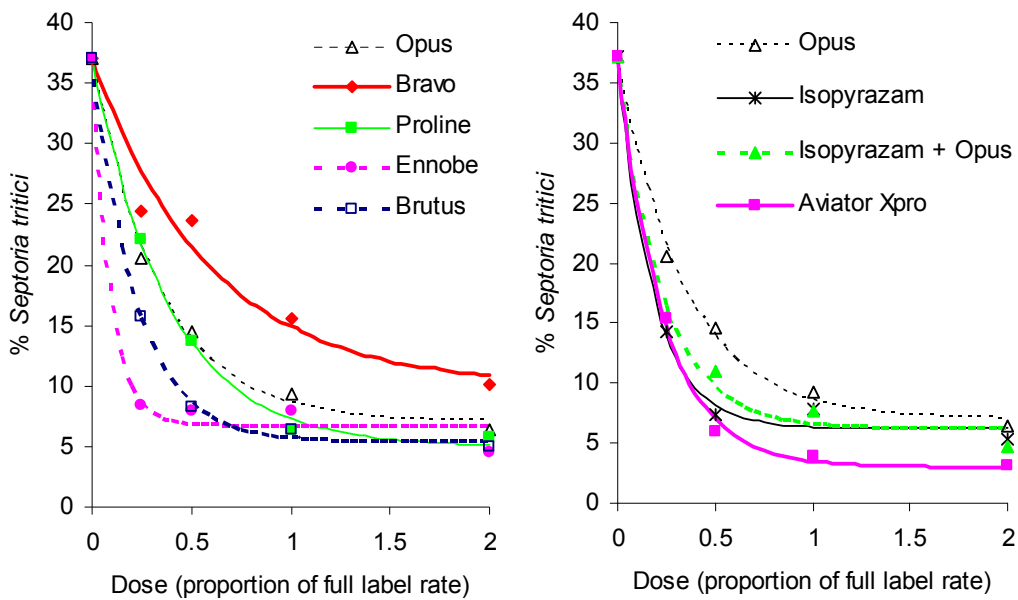 40
35
30
25
20
15
10
5
0
% Septoria tritici
Opus
Bravo
Proline
Ennobe
Brutus
0 0.5 1 1.5 2
Dose (proportion of full label rate)
40
35
30
25
20
15
10
5
0
% Septoria tritici
Opus
Isopyrazam
Isopyrazam + Opus
Aviator Xpro
0 0.5 1 1.5 2
Dose (proportion of full label rate)